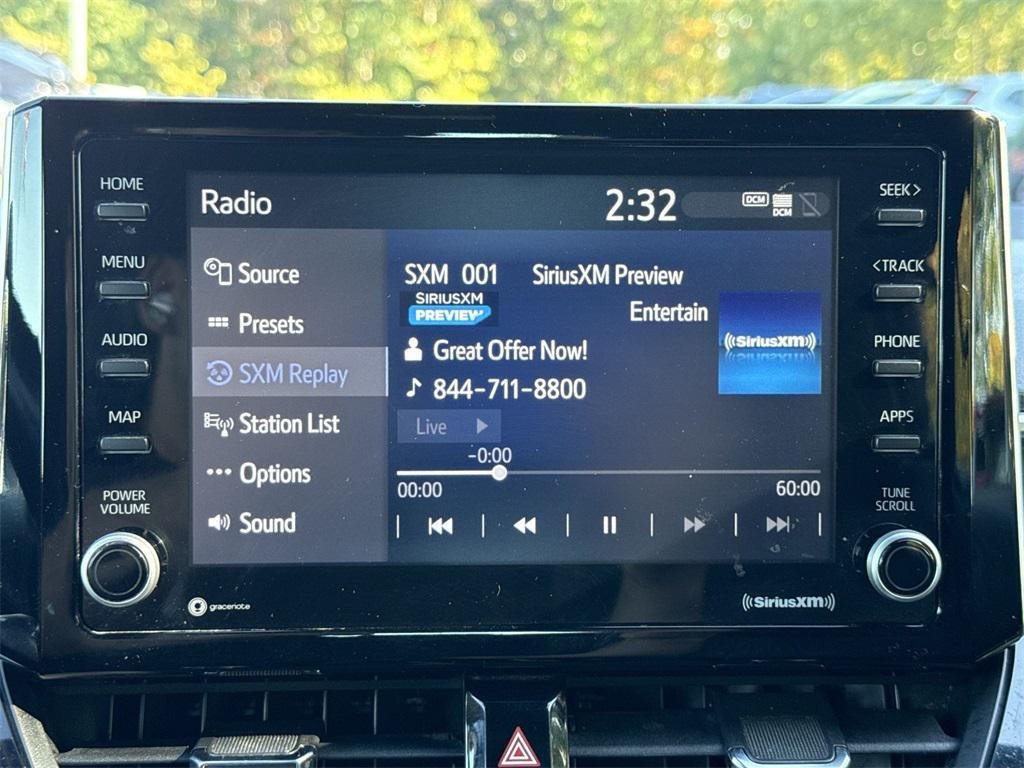 HOME
MENU
AUDIO
MAP
POWER
VOLUME
Radio
2:32
DCM
DCM
Source
Presets
SXM Replay
Station List
Options
Sound
SXM 001 SiriusXM Preview
SIRIUSXM
PREVIEW
Entertain
Great Offer Now!
844-711-8800
((SiriusXM))
Live
-0:00
00:00
60:00
SEEK>
<TRACK
PHONE
APPS
TUNE
SCROLL
gracenote
((SiriusXM))